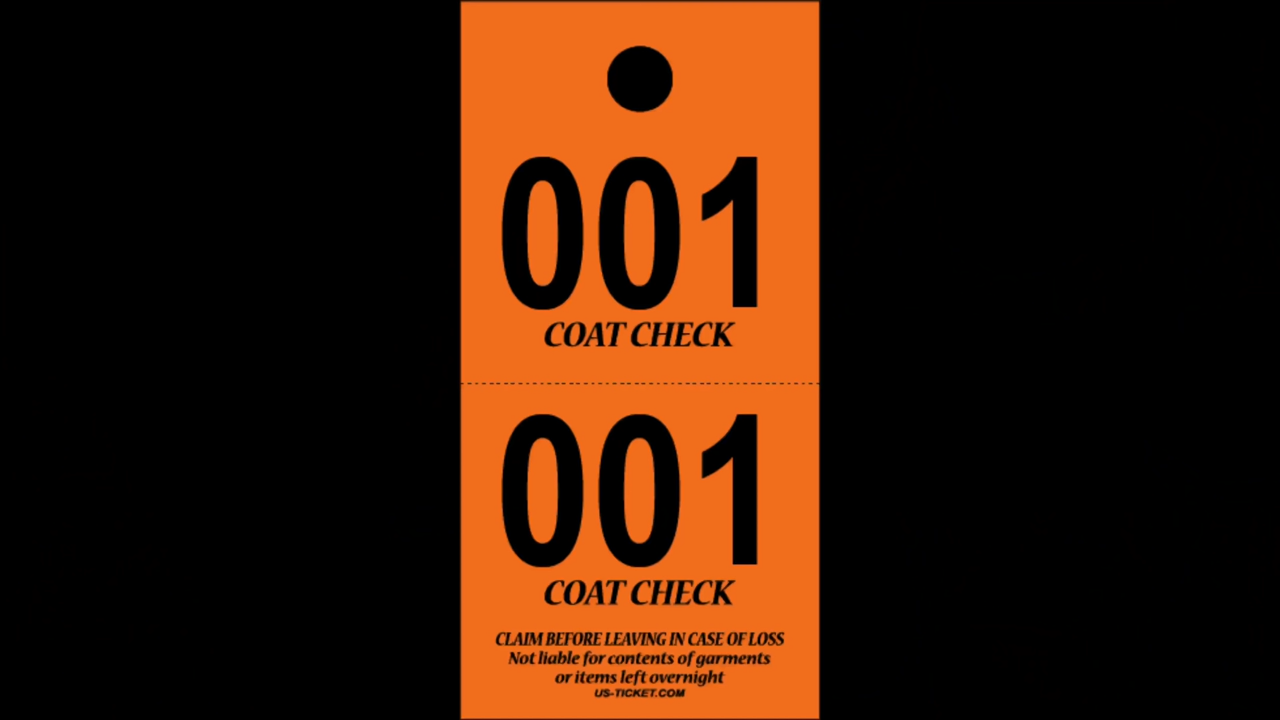 001
COAT CHECK
001
COAT CHECK
CLAIM BEFORE LEAVING IN CASE OF LOSS
Not liable for contents of garments
or items left overnight
US-TICKET.COM